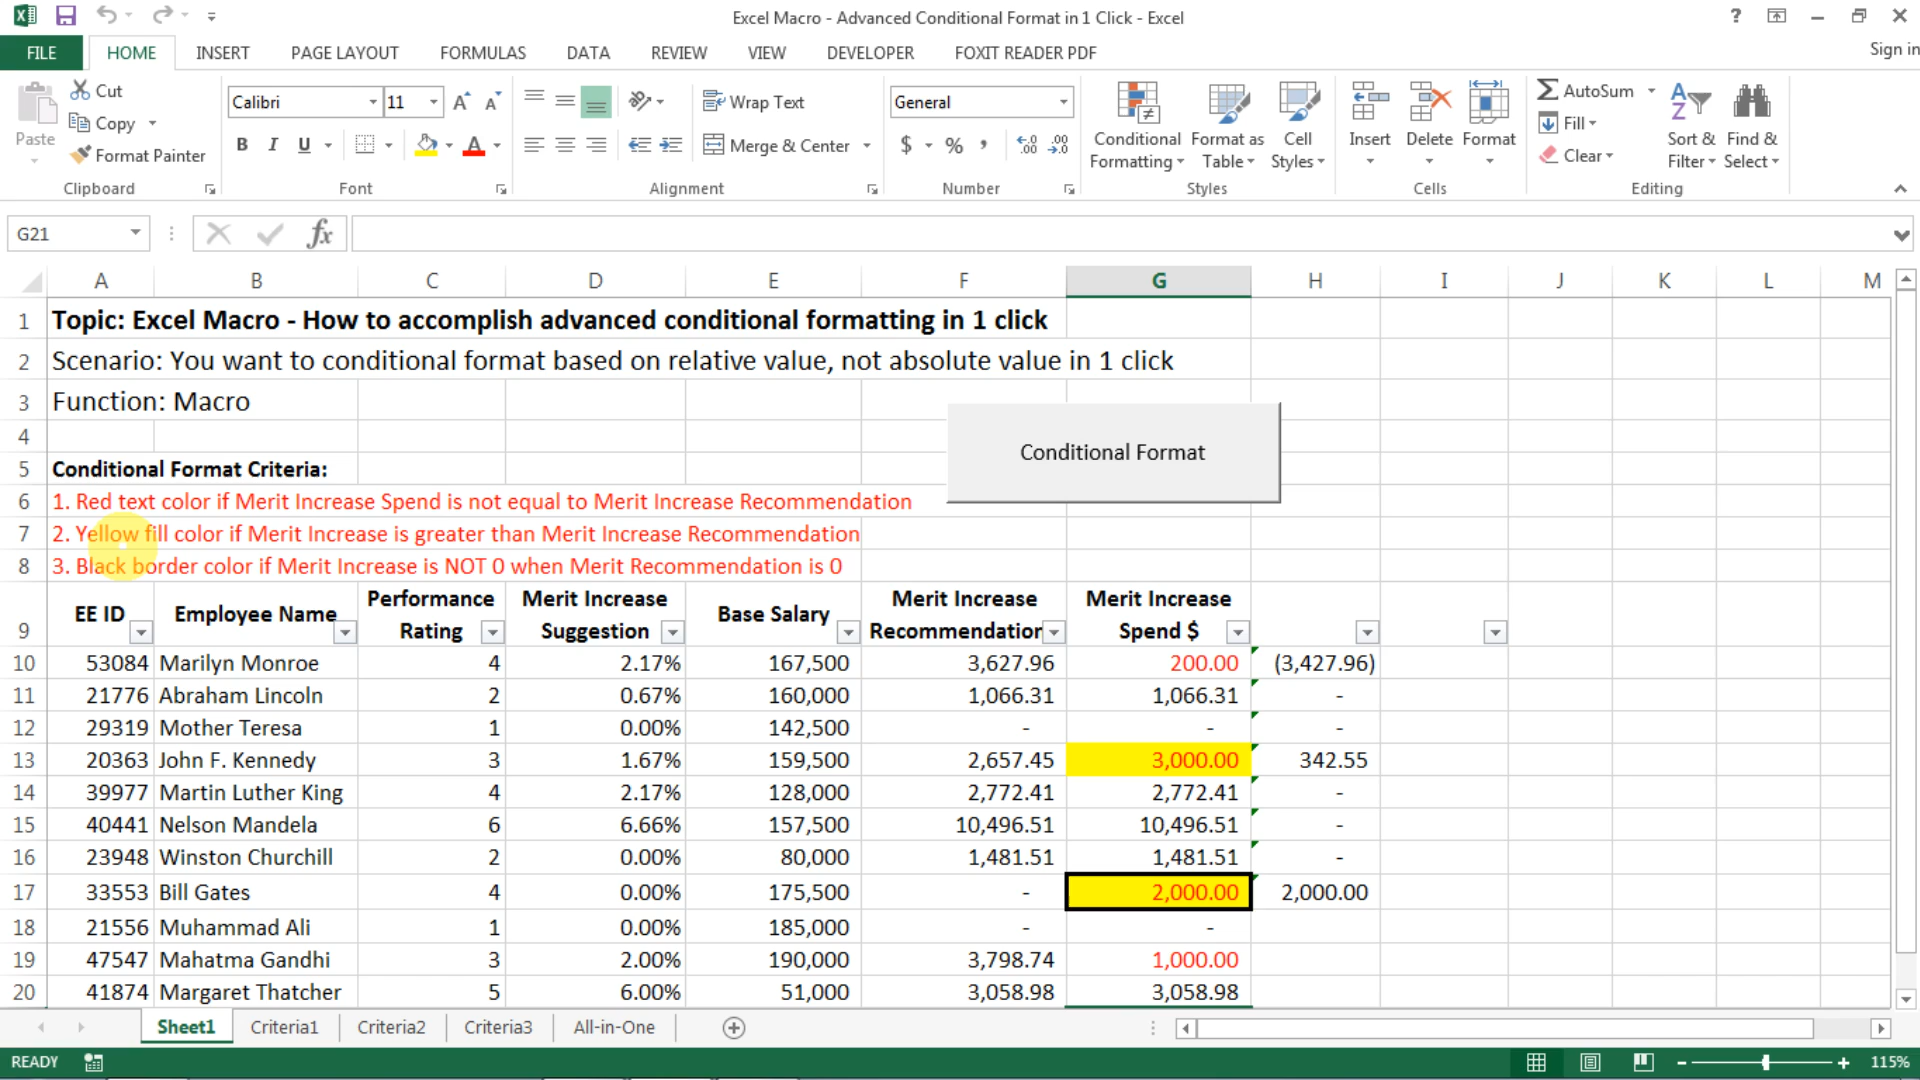 Excel Macro - Advanced Conditional Format in 1 Click - Excel
?
FILE HOME INSERT PAGE LAYOUT FORMULAS DATA REVIEW VIEW DEVELOPER FOXIT READER PDF Sign in
Paste
Cut
Copy
Format Painter
Clipboard
Calibri 11
B I U
Font
Wrap Text
Merge & Center
Alignment
General
$ % ,
Number
Conditional Formatting
Format as Table
Cell Styles
Styles
Insert Delete Format
Cells
AutoSum
Fill
Clear
Sort & Filter
Find & Select
Editing
G21 fx
A B C D E F G H I J K L M
1 Topic: Excel Macro - How to accomplish advanced conditional formatting in 1 click
2 Scenario: You want to conditional format based on relative value, not absolute value in 1 click
3 Function: Macro
4
Conditional Format
5 Conditional Format Criteria:
6 1. Red text color if Merit Increase Spend is not equal to Merit Increase Recommendation
7 2. Yellow fill color if Merit Increase is greater than Merit Increase Recommendation
8 3. Black border color if Merit Increase is NOT 0 when Merit Recommendation is 0
9 EE ID Employee Name Performance Rating Merit Increase Suggestion Base Salary Merit Increase Recommendation Merit Increase Spend $
10 53084 Marilyn Monroe 4 2.17% 167,500 3,627.96 200.00 (3,427.96)
11 21776 Abraham Lincoln 2 0.67% 160,000 1,066.31 1,066.31 -
12 29319 Mother Teresa 1 0.00% 142,500 - - -
13 20363 John F. Kennedy 3 1.67% 159,500 2,657.45 3,000.00 342.55
14 39977 Martin Luther King 4 2.17% 128,000 2,772.41 2,772.41 -
15 40441 Nelson Mandela 6 6.66% 157,500 10,496.51 10,496.51 -
16 23948 Winston Churchill 2 0.00% 80,000 1,481.51 1,481.51 -
17 33553 Bill Gates 4 0.00% 175,500 - 2,000.00 2,000.00
18 21556 Muhammad Ali 1 0.00% 185,000 - -
19 47547 Mahatma Gandhi 3 2.00% 190,000 3,798.74 1,000.00
20 41874 Margaret Thatcher 5 6.00% 51,000 3,058.98 3,058.98
Sheet1 Criteria1 Criteria2 Criteria3 All-in-One
READY 115%